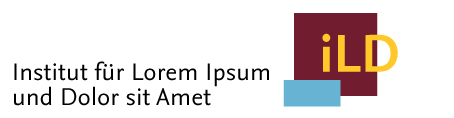 iLD
Institut für Lorem Ipsum
und Dolor sit Amet